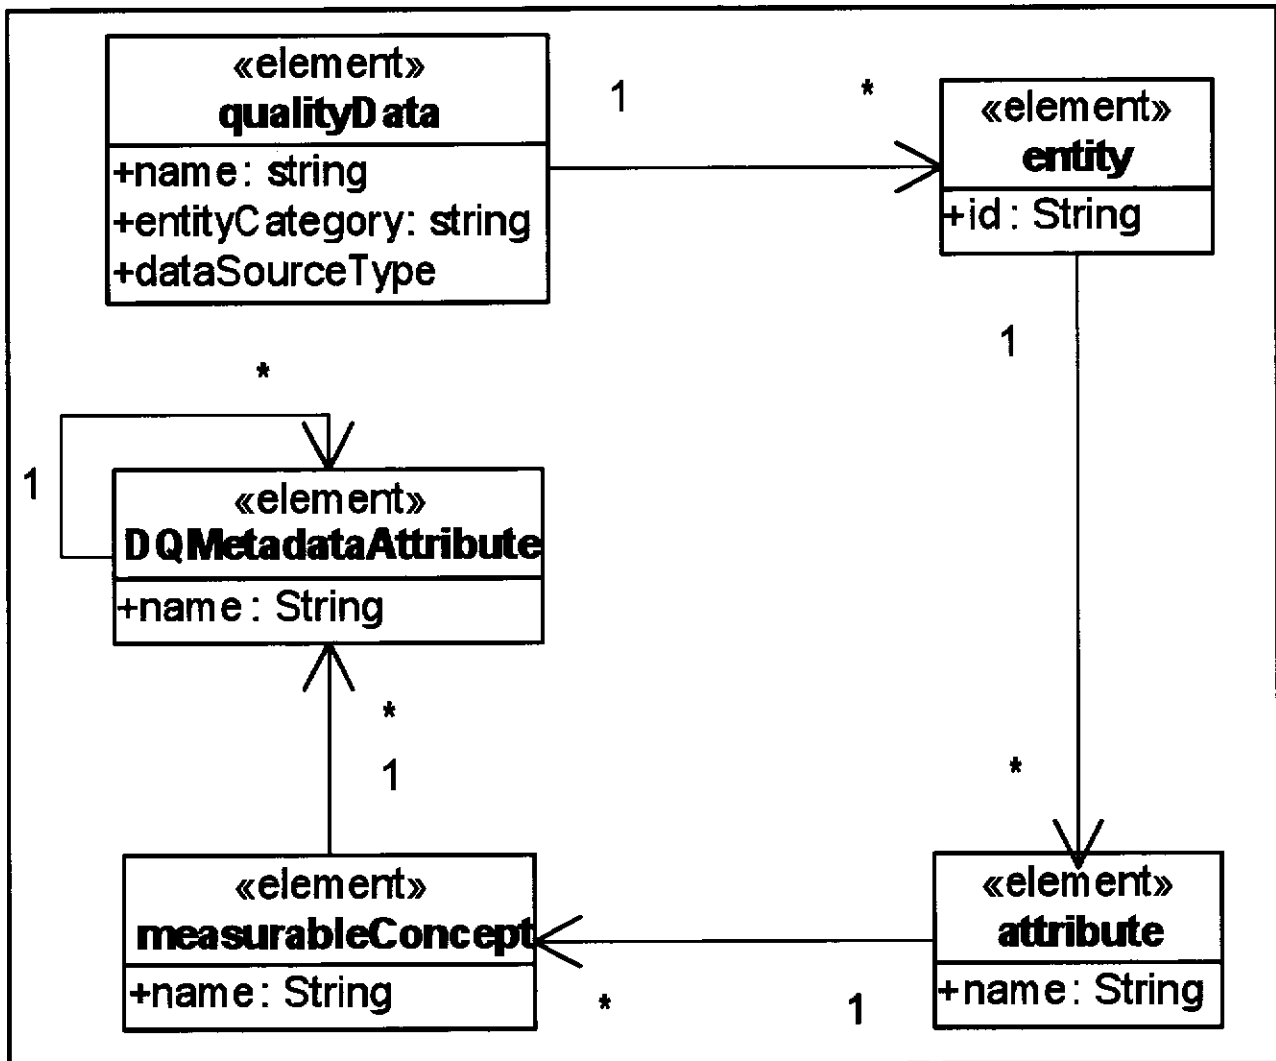 «element»
qualityData
+name: string
+entityCategory: string
+dataSourceType
1
*
«element»
entity
+id: String
1
*
*
1
«element»
DQMetadataAttribute
+name: String
*
1
«element»
measurableConcept
+name: String
*
1
«element»
attribute
+name: String